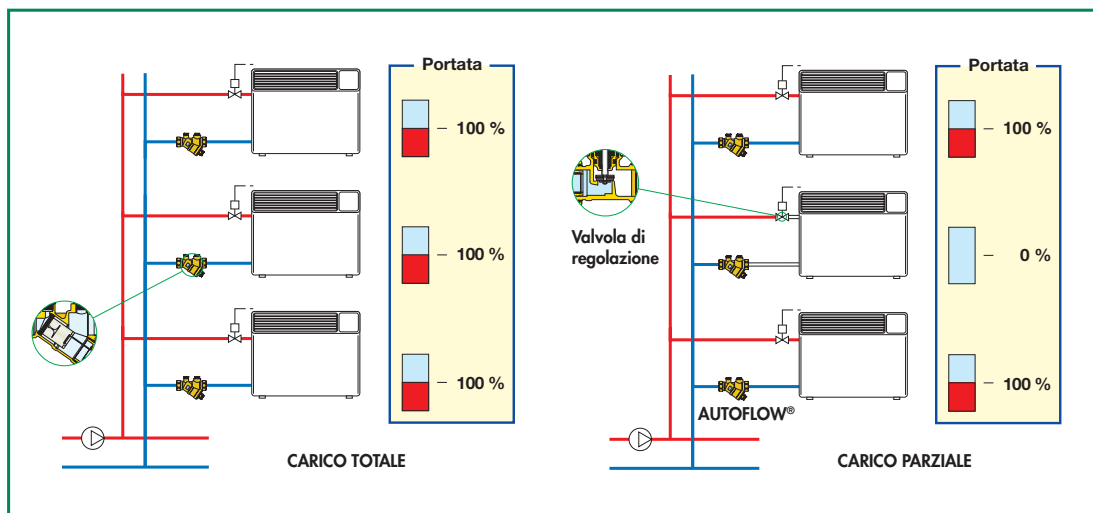 Portata
100 %
100 %
100 %
CARICO TOTALE
Portata
100 %
Valvola di
regolazione
0 %
100 %
AUTOFLOW®
CARICO PARZIALE